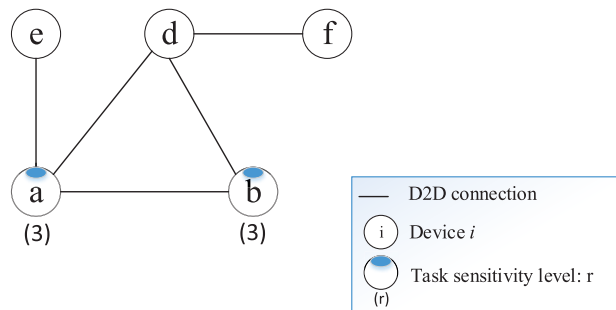 e d f
a b
(3) (3)
D2D connection
i Device i
Task sensitivity level: r
(r)